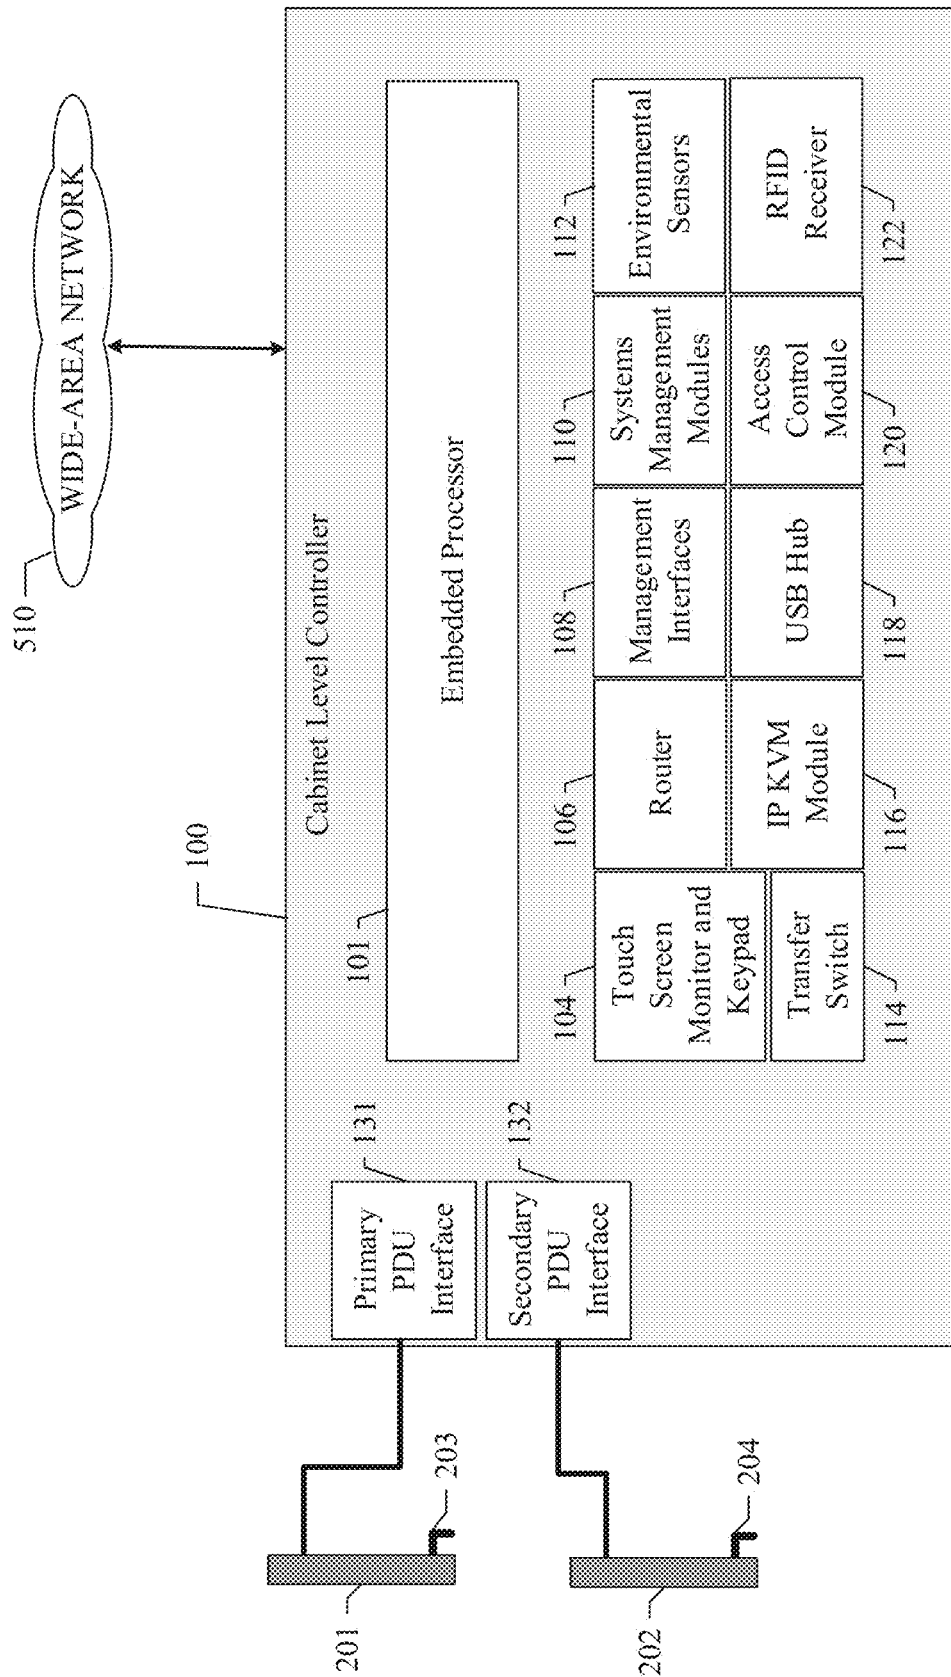 510
WIDE-AREA NETWORK
100
Cabinet Level Controller
101
Embedded Processor
201
203
Primary
PDU
Interface
131
202
204
Secondary
PDU
Interface
132
104
Touch
Screen
Monitor and
Keypad
106
Router
108
Management
Interfaces
110
Systems
Management
Modules
112
Environmental
Sensors
Transfer
Switch
114
IP KVM
Module
116
USB Hub
118
Access
Control
Module
120
RFID
Receiver
122